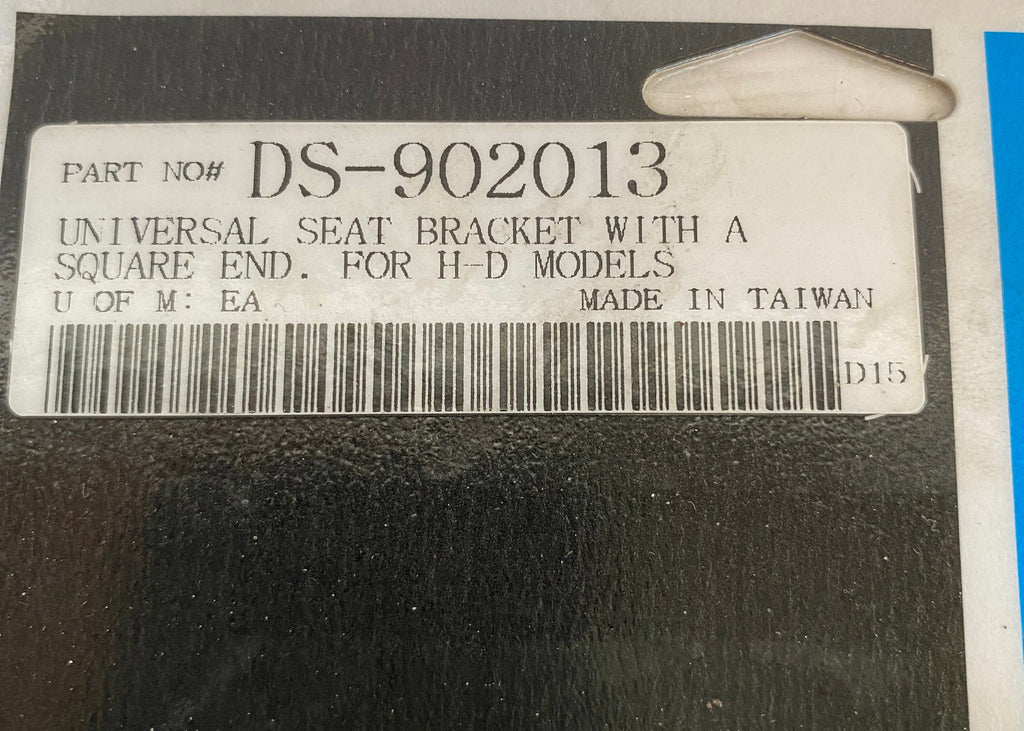 PART NO# DS-902013
UNIVERSAL SEAT BRACKET WITH A
SQUARE END. FOR H-D MODELS
U OF M: EA MADE IN TAIWAN
D15